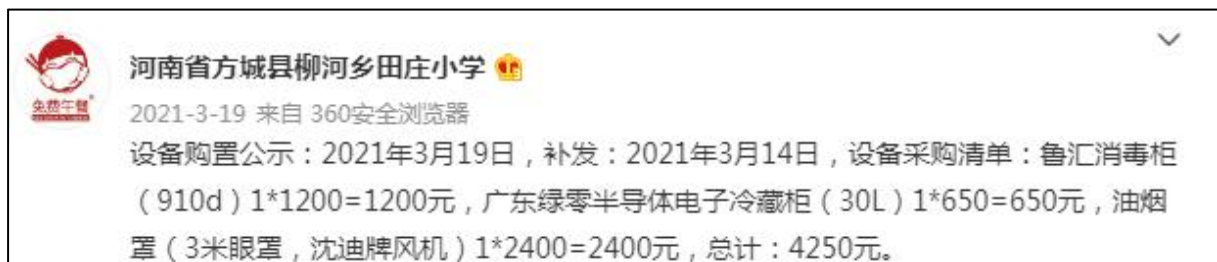 河南省方城县柳河乡田庄小学
免费午餐
2021-3-19 来自 360安全浏览器
设备购置公示：2021年3月19日，补发：2021年3月14日，设备采购清单：鲁汇消毒柜
（910d）1*1200=1200元，广东绿零半导体电子冷藏柜（30L）1*650=650元，油烟
罩（3米眼罩，沈迪牌风机）1*2400=2400元，总计：4250元。